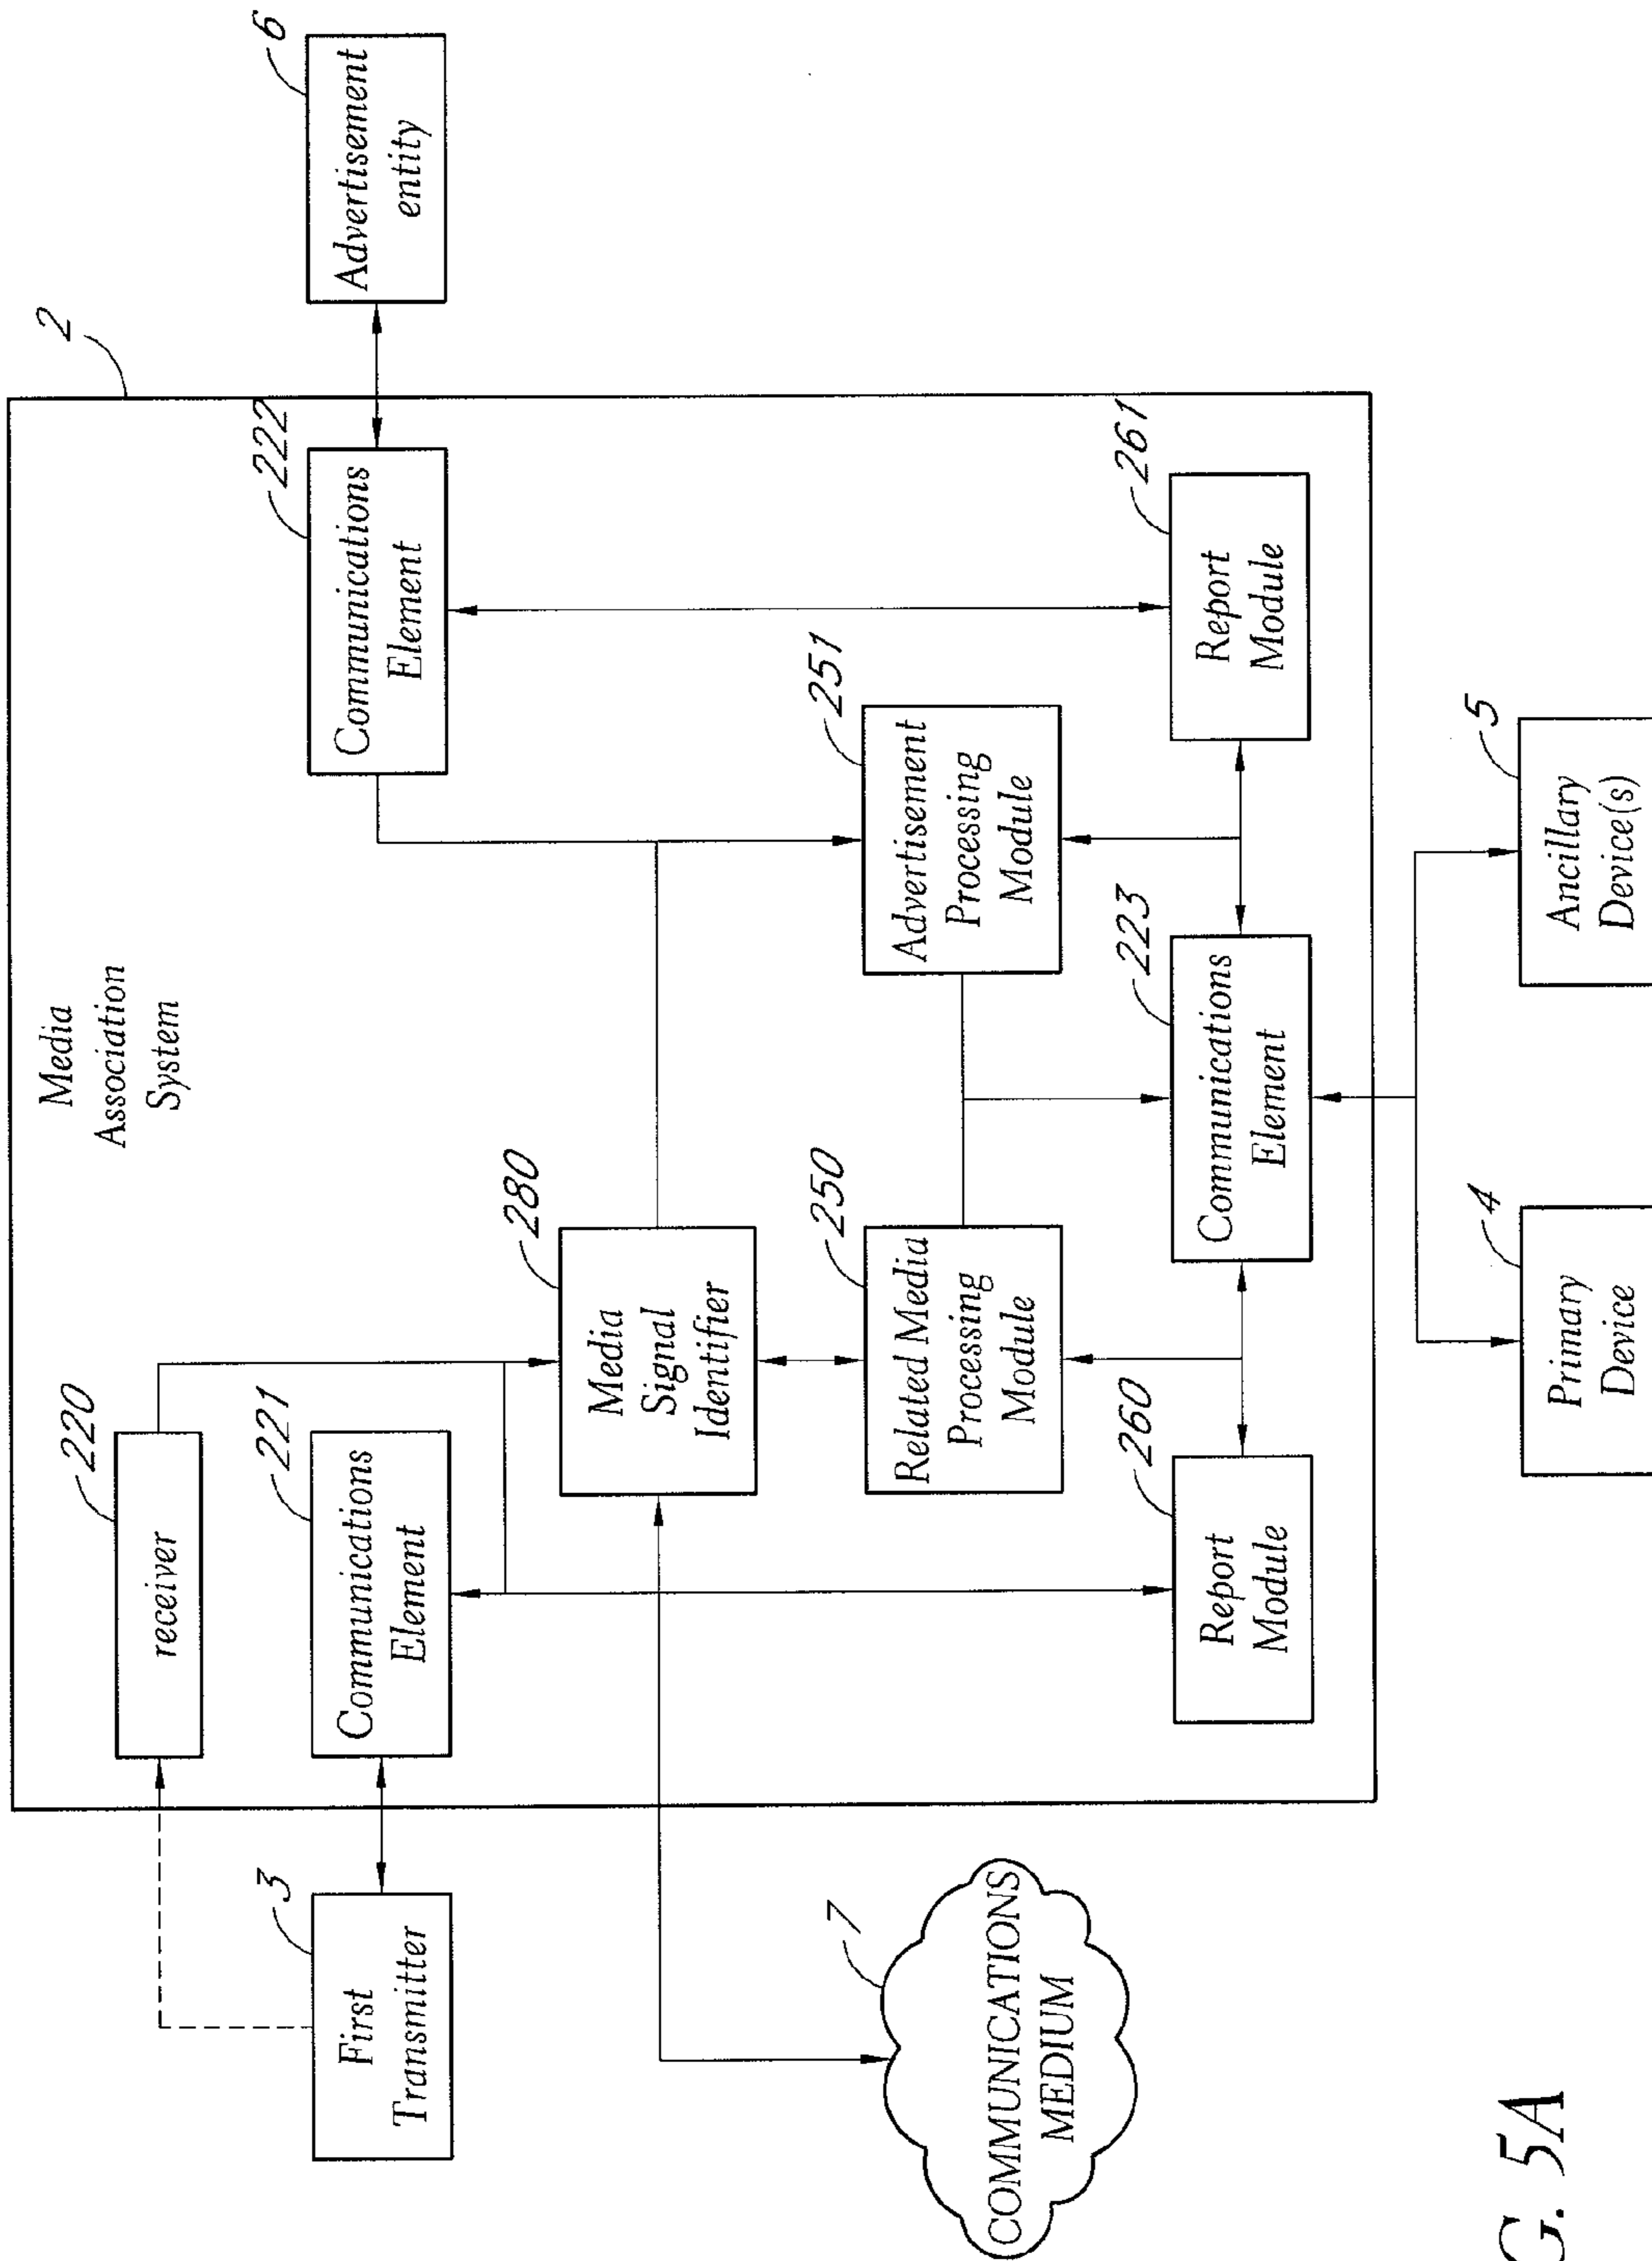 Media
Association
System
2
220
receiver
221
Communications
Element
3
First
Transmitter
222
Communications
Element
6
Advertisement
entity
280
Media
Signal
Identifier
7
COMMUNICATIONS
MEDIUM
250
Related Media
Processing
Module
251
Advertisement
Processing
Module
260
Report
Module
223
Communications
Element
261
Report
Module
4
Primary
Device
5
Ancillary
Device(s)
G. 5A